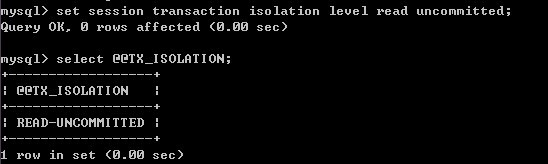 mysql> set session transaction isolation level read uncommitted;
Query OK, 0 rows affected (0.00 sec)
mysql> select @@TX_ISOLATION;
+------------------+
¦ @@TX_ISOLATION   ¦
+------------------+
¦ READ-UNCOMMITTED ¦
+------------------+
1 row in set (0.00 sec)